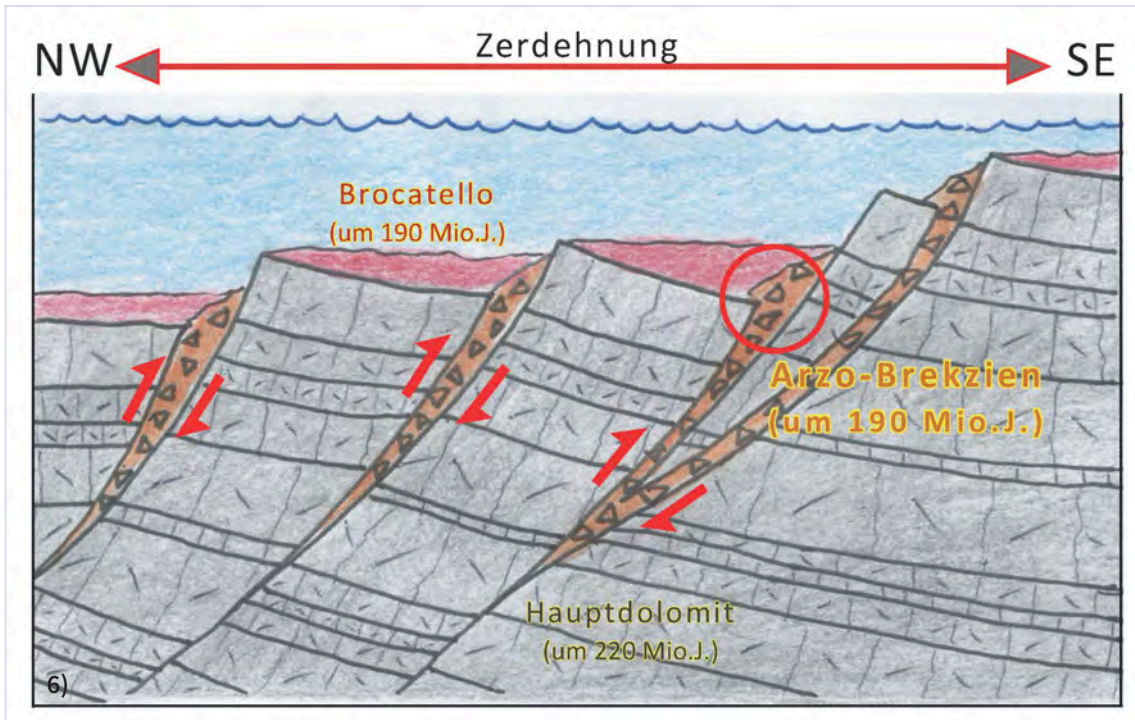 Zerdehnung
NW
SE
Brocatello
(um 190 Mio.J.)
Arzo-Brekzien
(um 190 Mio.J.)
Hauptdolomit
(um 220 Mio.J.)
6)